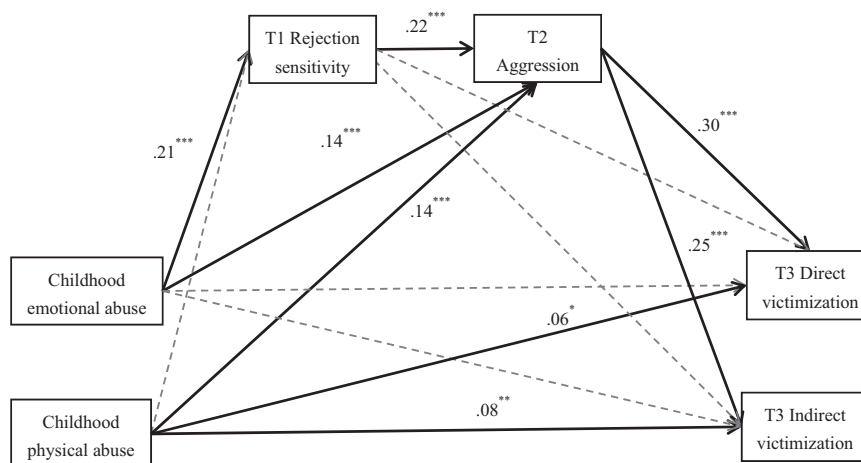 T1 Rejection
sensitivity
.22***
T2
Aggression
.21***
.14***
.14***
.30***
.25***
Childhood
emotional abuse
T3 Direct
victimization
.06*
Childhood
physical abuse
.08**
T3 Indirect
victimization